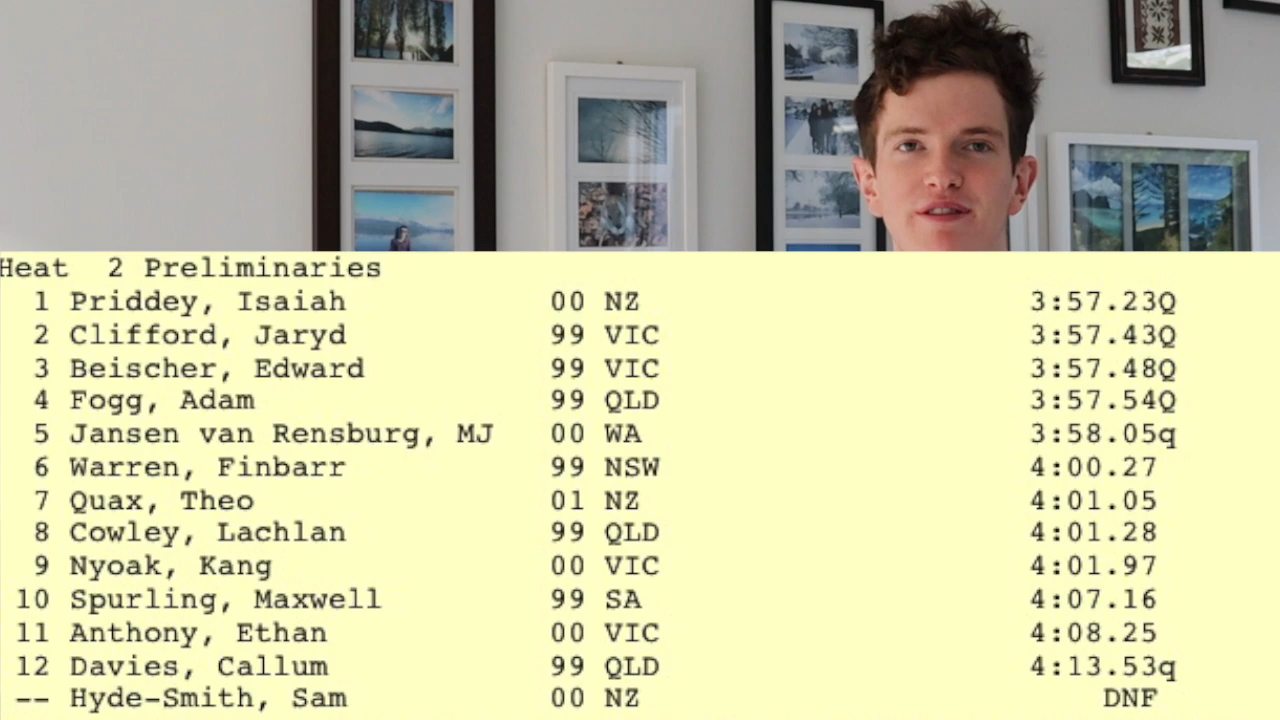 Heat 2 Preliminaries
1 Priddey, Isaiah 00 NZ 3:57.23Q
2 Clifford, Jaryd 99 VIC 3:57.43Q
3 Beischer, Edward 99 VIC 3:57.48Q
4 Fogg, Adam 99 QLD 3:57.54Q
5 Jansen van Rensburg, MJ 00 WA 3:58.05q
6 Warren, Finbarr 99 NSW 4:00.27
7 Quax, Theo 01 NZ 4:01.05
8 Cowley, Lachlan 99 QLD 4:01.28
9 Nyoak, Kang 00 VIC 4:01.97
10 Spurling, Maxwell 99 SA 4:07.16
11 Anthony, Ethan 00 VIC 4:08.25
12 Davies, Callum 99 QLD 4:13.53q
-- Hyde-Smith, Sam 00 NZ DNF